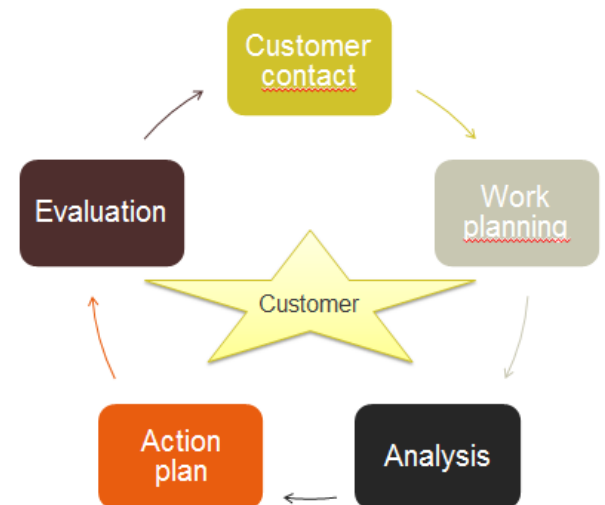 Customer
contact
Work
planning
Analysis
Action
plan
Evaluation
Customer